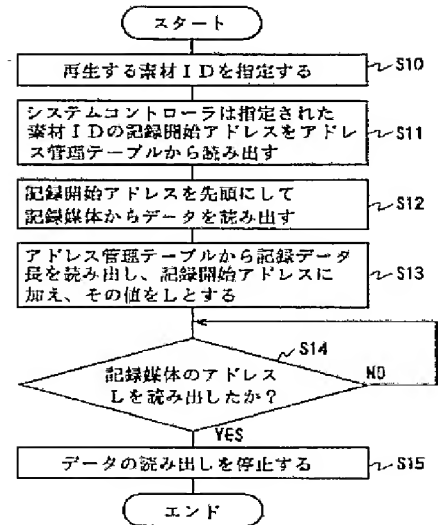 スタート
再生する素材IDを指定する
S10
システムコントローラは指定された
素材IDの記録開始アドレスをアドレ
ス管理テーブルから読み出す
S11
記録開始アドレスを先頭にして
記録媒体からデータを読み出す
S12
アドレス管理テーブルから記録データ
長を読み出し、記録開始アドレスに
加え、その値をLとする
S13
S14
記録媒体のアドレス
Lを読み出したか?
NO
YES
データの読み出しを停止する
S15
エンド